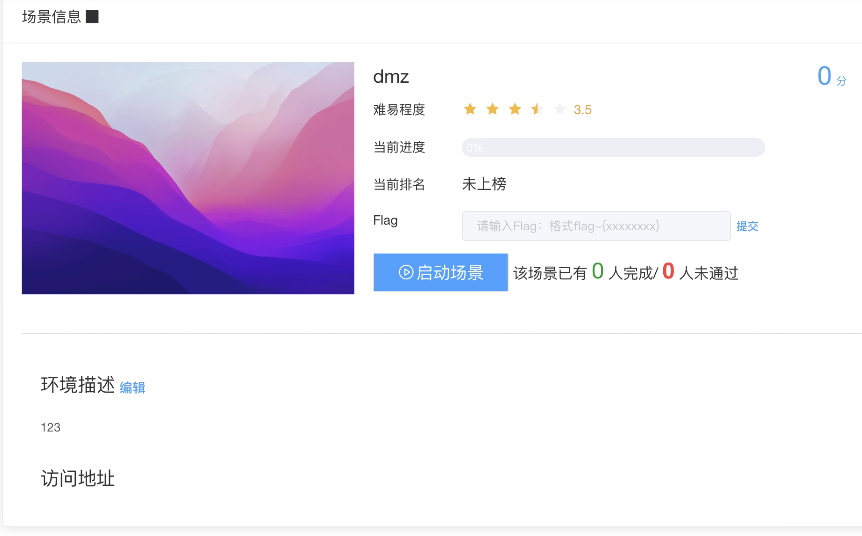 场景信息
dmz
0 分
难易程度 3.5
当前进度 0%
当前排名 未上榜
Flag 请输入Flag：格式flag-{xxxxxxxx} 提交
启动场景 该场景已有 0 人完成/ 0 人未通过
环境描述 编辑
123
访问地址